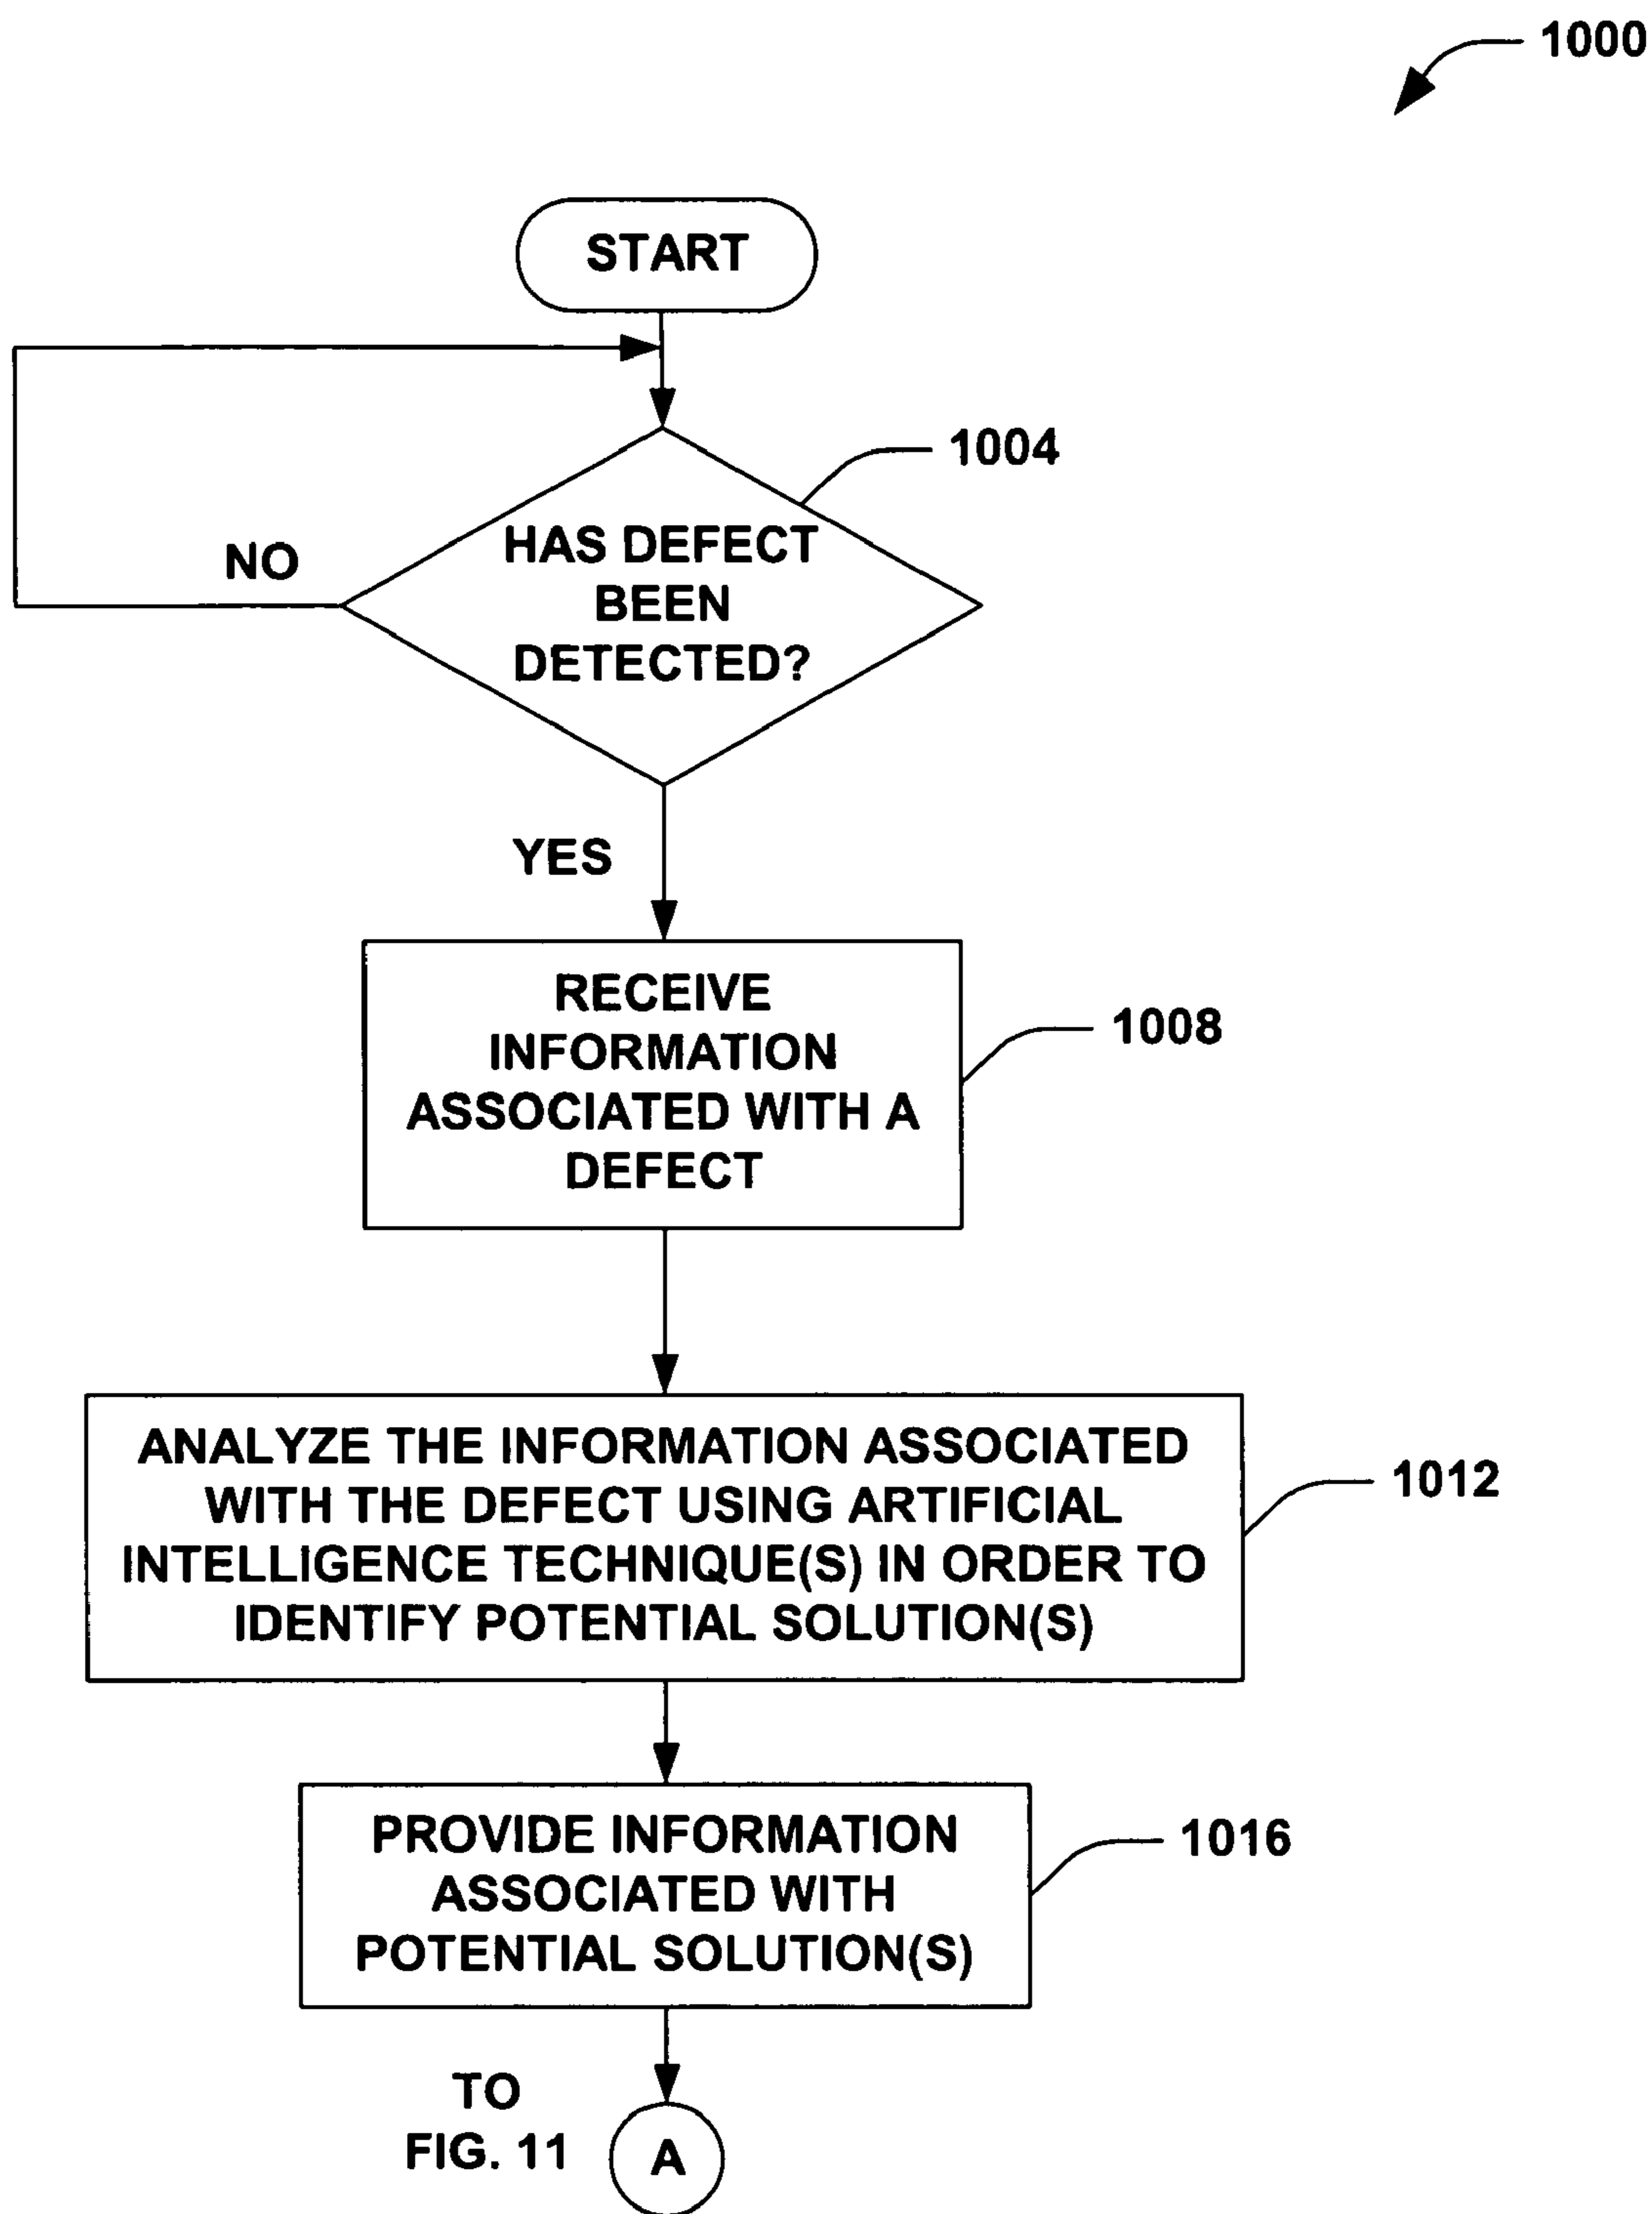 1000
START
1004
HAS DEFECT
BEEN
DETECTED?
NO
YES
RECEIVE
INFORMATION
ASSOCIATED WITH A
DEFECT
1008
ANALYZE THE INFORMATION ASSOCIATED
WITH THE DEFECT USING ARTIFICIAL
INTELLIGENCE TECHNIQUE(S) IN ORDER TO
IDENTIFY POTENTIAL SOLUTION(S)
1012
PROVIDE INFORMATION
ASSOCIATED WITH
POTENTIAL SOLUTION(S)
1016
TO
FIG. 11
A